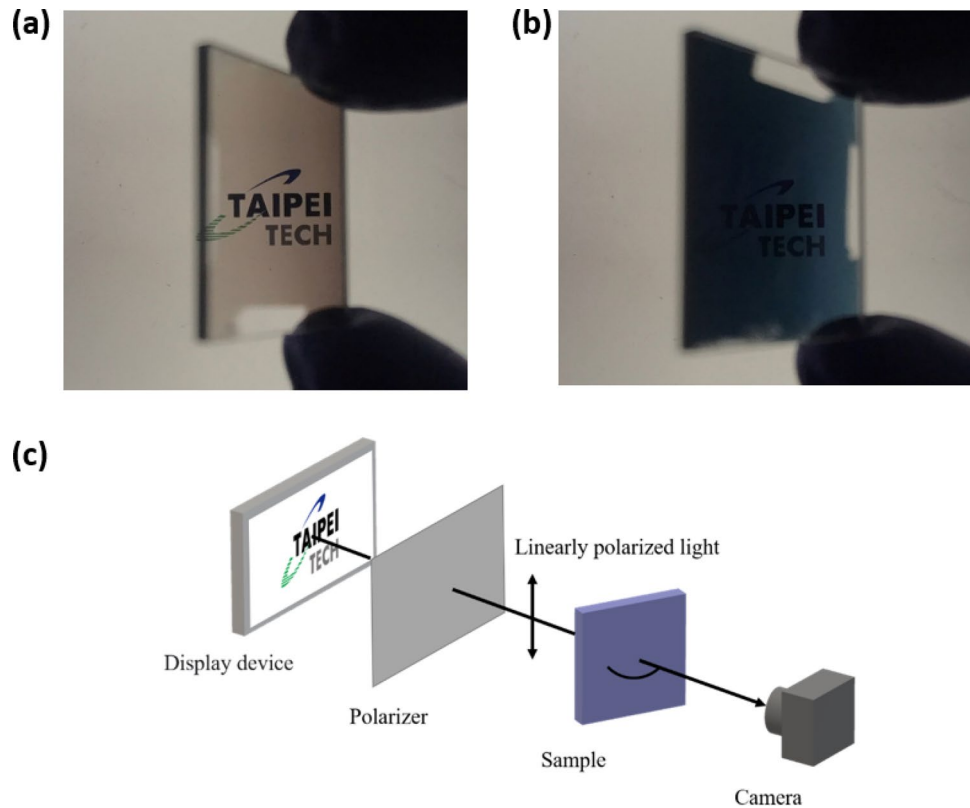 (a)
TAIPEI
TECH
(b)
TAIPEI
TECH
(c)
TAIPEI
TECH
Linearly polarized light
Display device
Polarizer
Sample
Camera